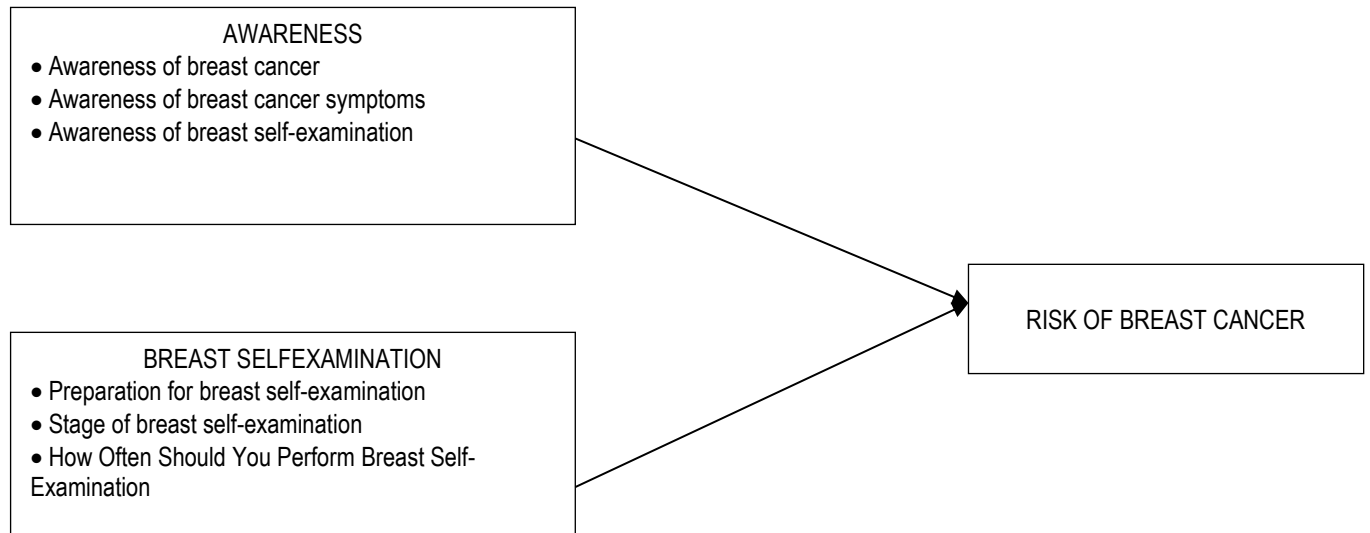 AWARENESS
• Awareness of breast cancer
• Awareness of breast cancer symptoms
• Awareness of breast self-examination
BREAST SELFEXAMINATION
• Preparation for breast self-examination
• Stage of breast self-examination
• How Often Should You Perform Breast Self-
Examination
RISK OF BREAST CANCER